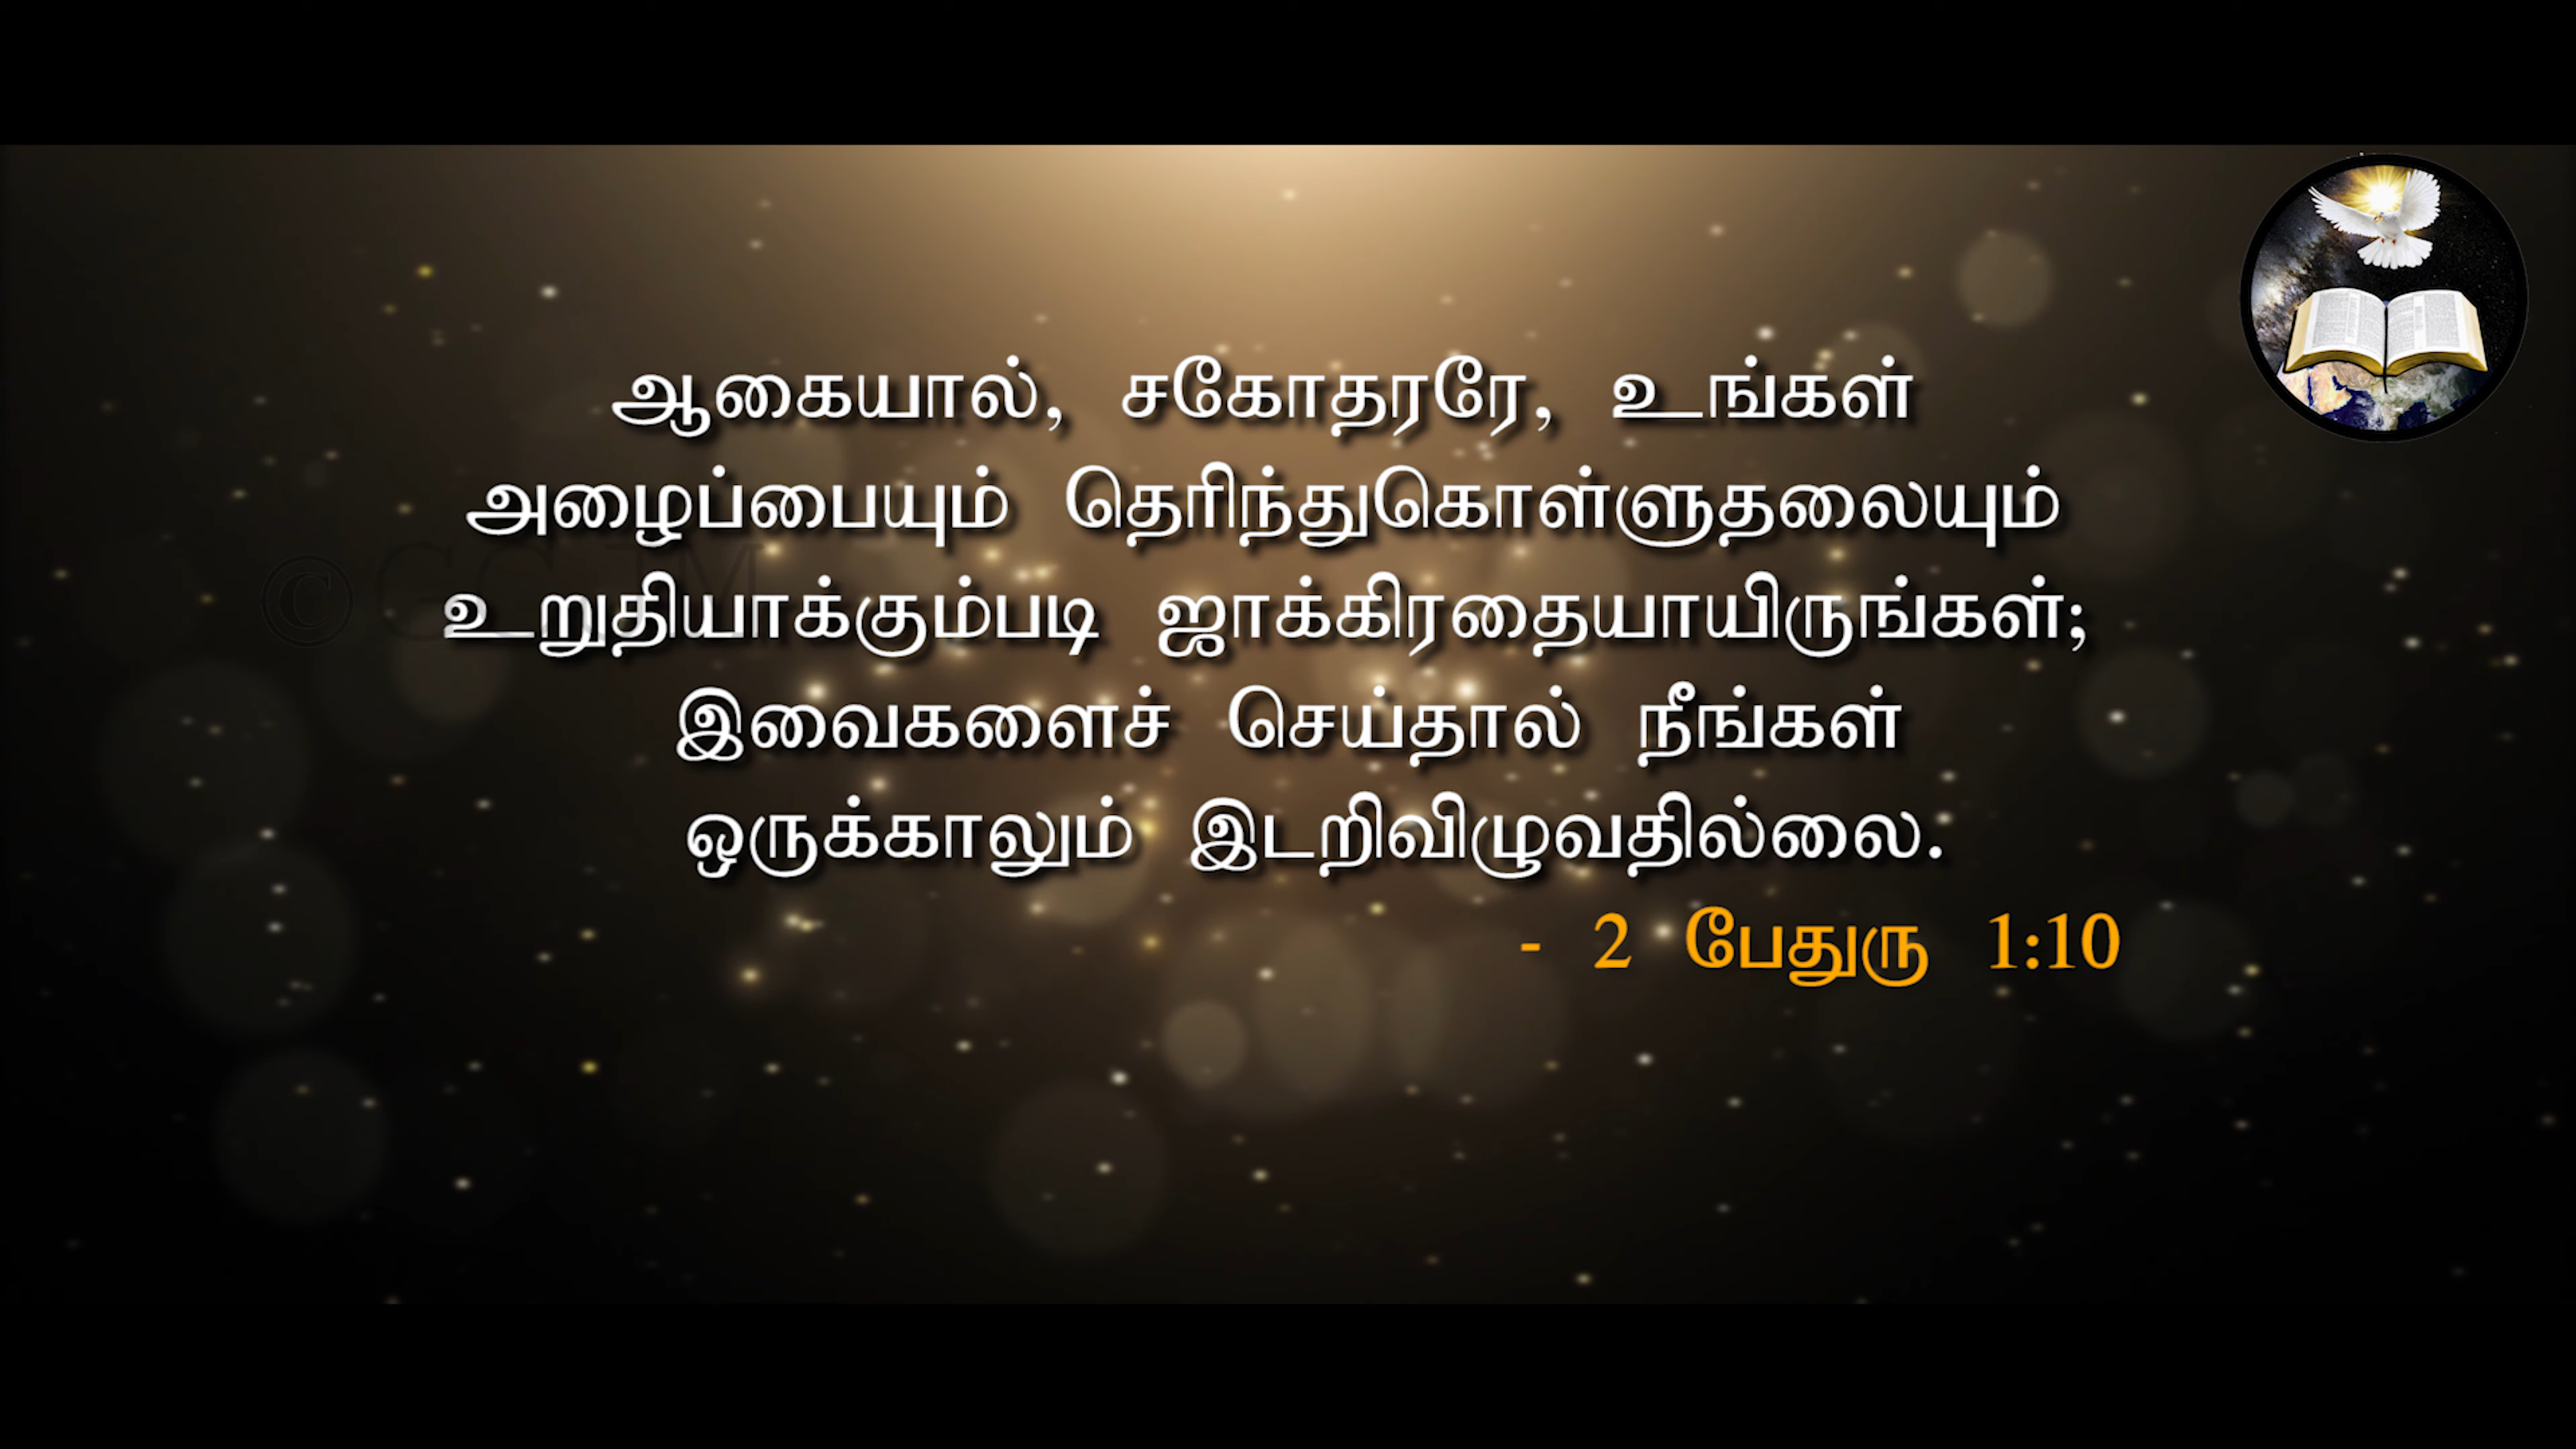 ஆகையால், சகோதரரே, உங்கள்
அழைப்பையும் தெரிந்துகொள்ளுதலையும்
உறுதியாக்கும்படி ஜாக்கிரதையாயிருங்கள்;
இவைகளைச் செய்தால் நீங்கள்
ஒருக்காலும் இடறிவிழுவதில்லை.
- 2 பேதுரு 1:10